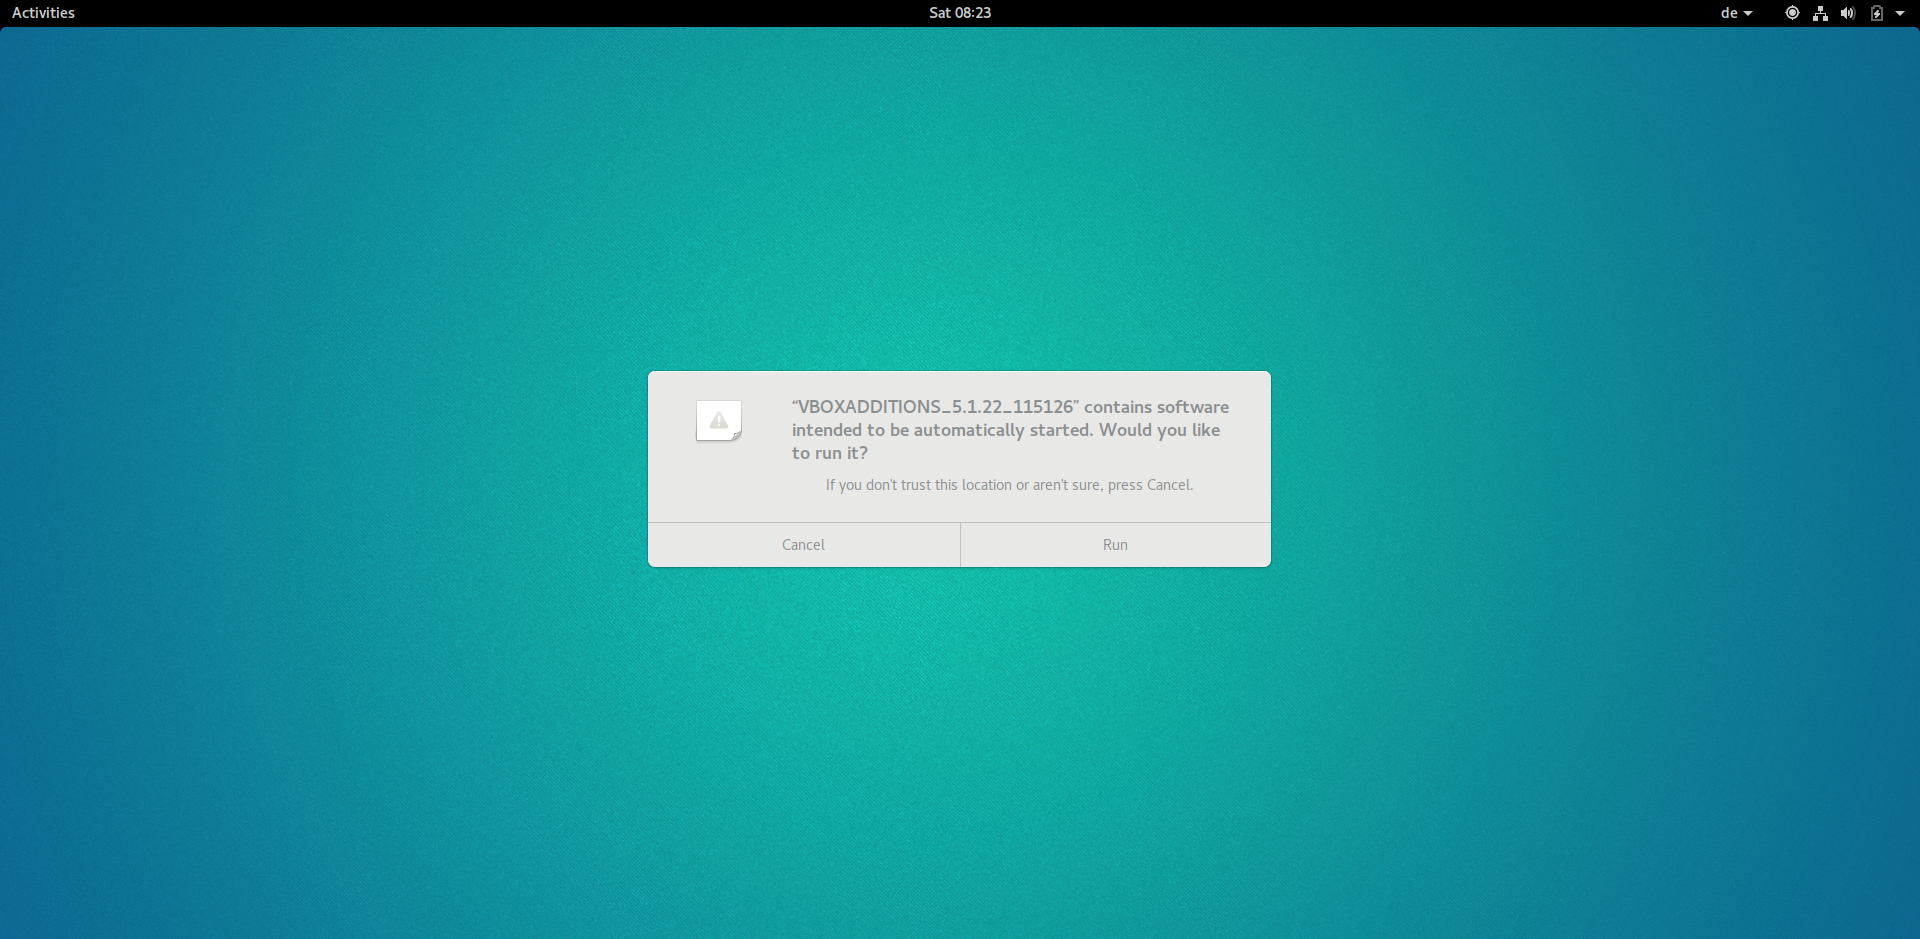 Activities
Sat 08:23
de
“VBOXADDITIONS_5.1.22_115126” contains software
intended to be automatically started. Would you like
to run it?
If you don't trust this location or aren't sure, press Cancel.
Cancel
Run